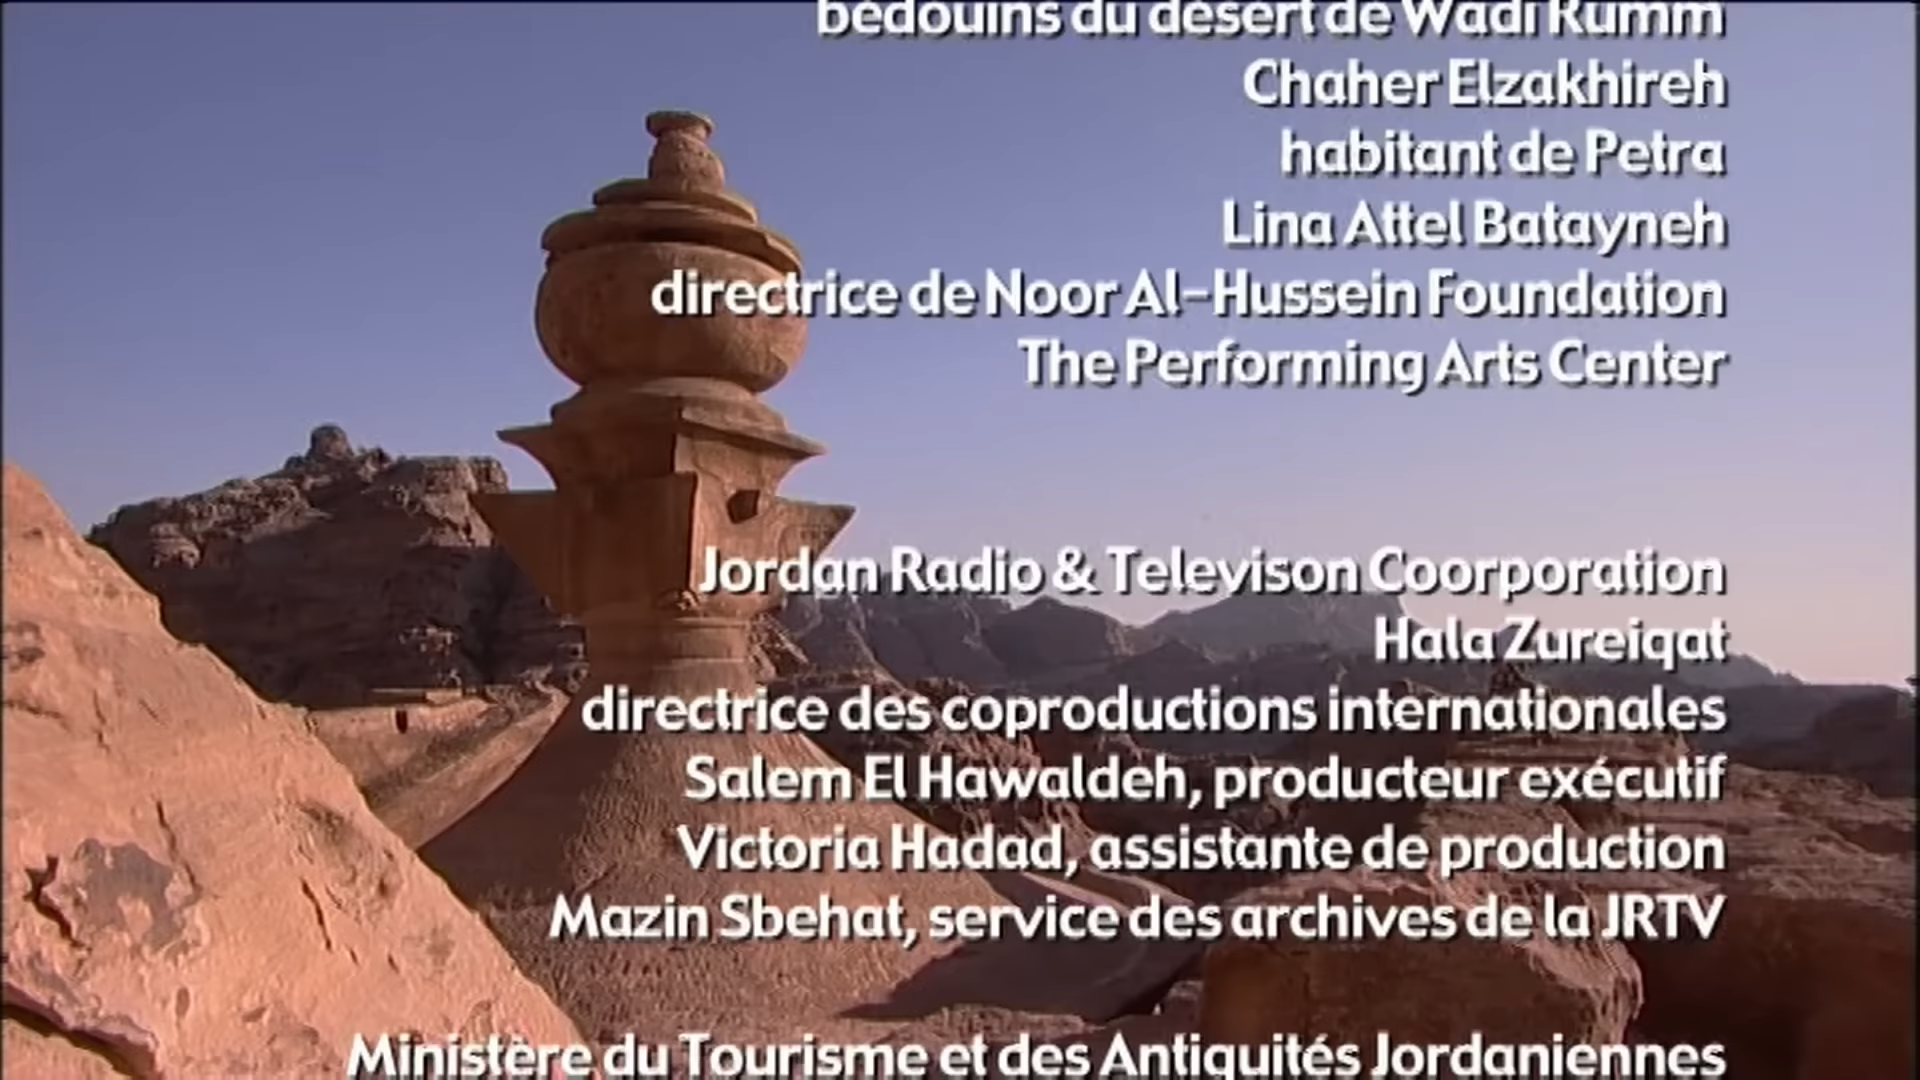 bédouins du désert de Wadi Rumm
Chaher Elzakhireh
habitant de Petra
Lina Attel Batayneh
directrice de Noor Al-Hussein Foundation
The Performing Arts Center
Jordan Radio & Televison Coorporation
Hala Zureiqat
directrice des coproductions internationales
Salem El Hawaldeh, producteur exécutif
Victoria Hadad, assistante de production
Mazin Sbehat, service des archives de la JRTV
Ministère du Tourisme et des Antiquités Jordaniennes